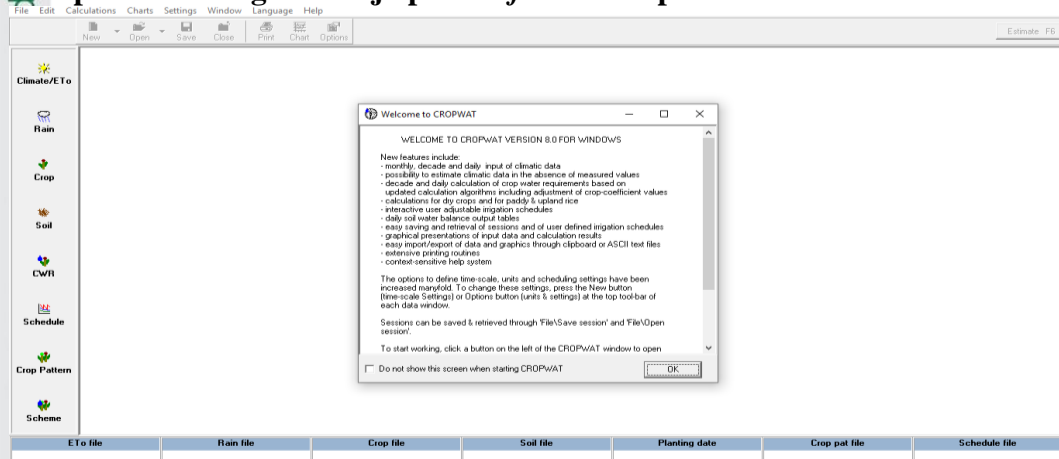 File Edit Calculations Charts Settings Window Language Help
New Open Save Close Print Chart Options Estimate F6
Climate/ETo
Rain
Crop
Soil
CWR
Schedule
Crop Pattern
Scheme
Welcome to CROPWAT
WELCOME TO CROPWAT VERSION 8.0 FOR WINDOWS
New features include:
- monthly, decade and daily input of climatic data
- possibility to estimate climatic data in the absence of measured values
- decade and daily calculation of crop water requirements based on
updated calculation algorithms including adjustment of crop-coefficient values
- calculations for dry crops and for paddy & upland rice
- interactive user adjustable irrigation schedules
- daily soil water balance output tables
- easy saving and retrieval of sessions and of user defined irrigation schedules
- graphical presentations of input data and calculation results
- easy import/export of data and graphics through clipboard or ASCII text files
- extensive printing routines
- context-sensitive help system
The options to define time-scale, units and scheduling settings have been
increased manyfold. To change these settings, press the New button
(time-scale Settings) or Options button (units & settings) at the top tool-bar of
each data window.
Sessions can be saved & retrieved through 'File\Save session' and 'File\Open
session'.
To start working, click a button on the left of the CROPWAT window to open
Do not show this screen when starting CROPWAT
OK
ETo file Rain file Crop file Soil file Planting date Crop pat file Schedule file